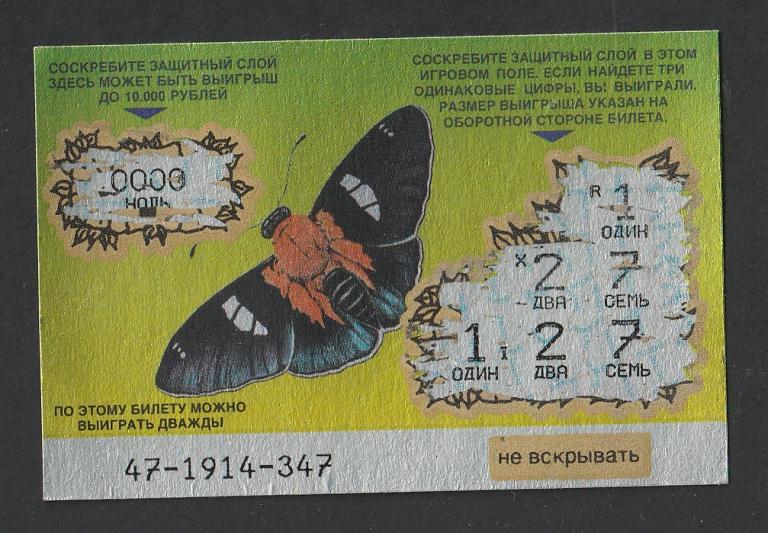 СОСКРЕБИТЕ ЗАЩИТНЫЙ СЛОЙ
ЗДЕСЬ МОЖЕТ БЫТЬ ВЫИГРЫШ
ДО 10.000 РУБЛЕЙ
0000
НОЛЬ
СОСКРЕБИТЕ ЗАЩИТНЫЙ СЛОЙ В ЭТОМ
ИГРОВОМ ПОЛЕ. ЕСЛИ НАЙДЕТЕ ТРИ
ОДИНАКОВЫЕ ЦИФРЫ, ВЫ ВЫИГРАЛИ.
РАЗМЕР ВЫИГРЫША УКАЗАН НА
ОБОРОТНОЙ СТОРОНЕ БИЛЕТА.
R 1
ОДИН
X 2 7
ДВА СЕМЬ
1 I 2 7
ОДИН ДВА СЕМЬ
ПО ЭТОМУ БИЛЕТУ МОЖНО
ВЫИГРАТЬ ДВАЖДЫ
47-1914-347
не вскрывать